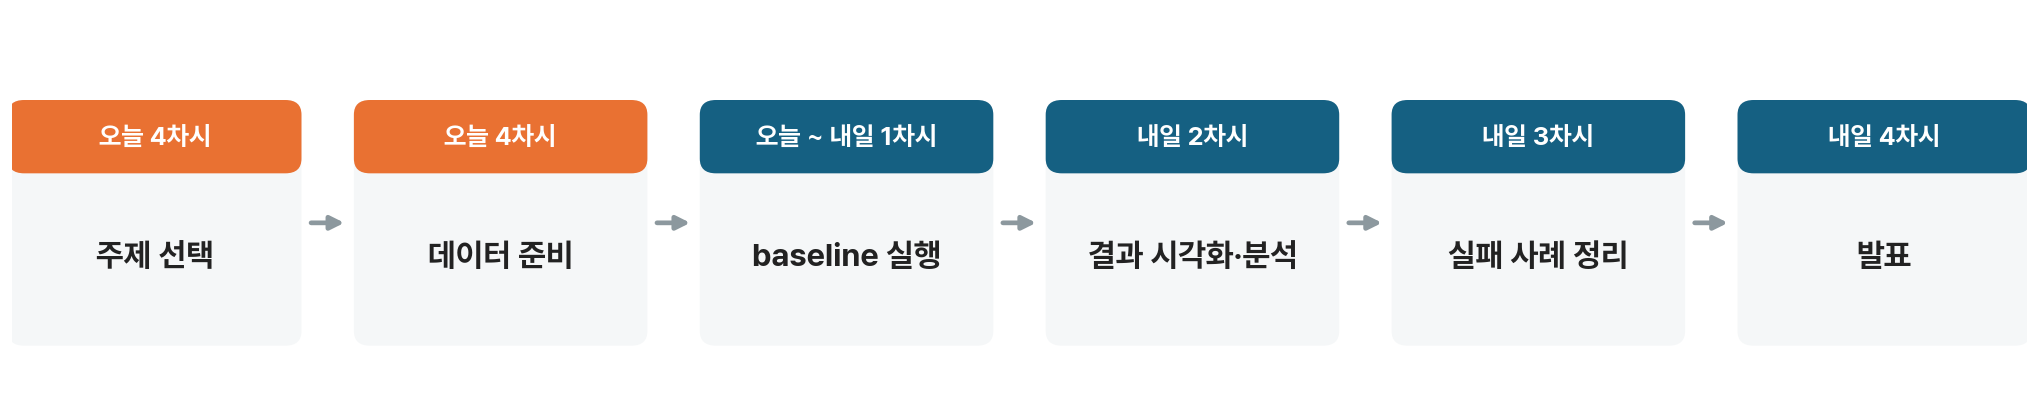 오늘 4차시
주제 선택
오늘 4차시
데이터 준비
오늘 ~ 내일 1차시
baseline 실행
내일 2차시
결과 시각화·분석
내일 3차시
실패 사례 정리
내일 4차시
발표